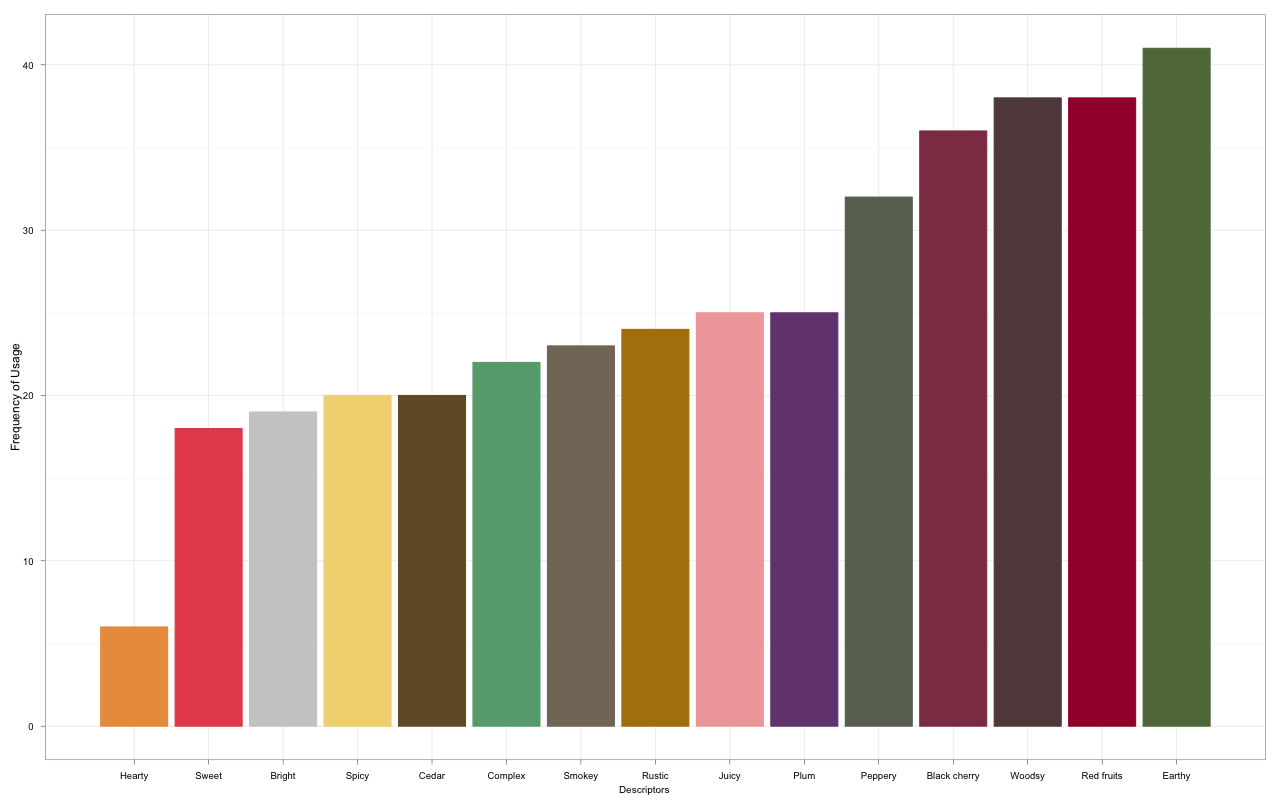 Frequency of Usage
40
30
20
10
0
Hearty Sweet Bright Spicy Cedar Complex Smokey Rustic Juicy Plum Peppery Black cherry Woodsy Red fruits Earthy
Descriptors